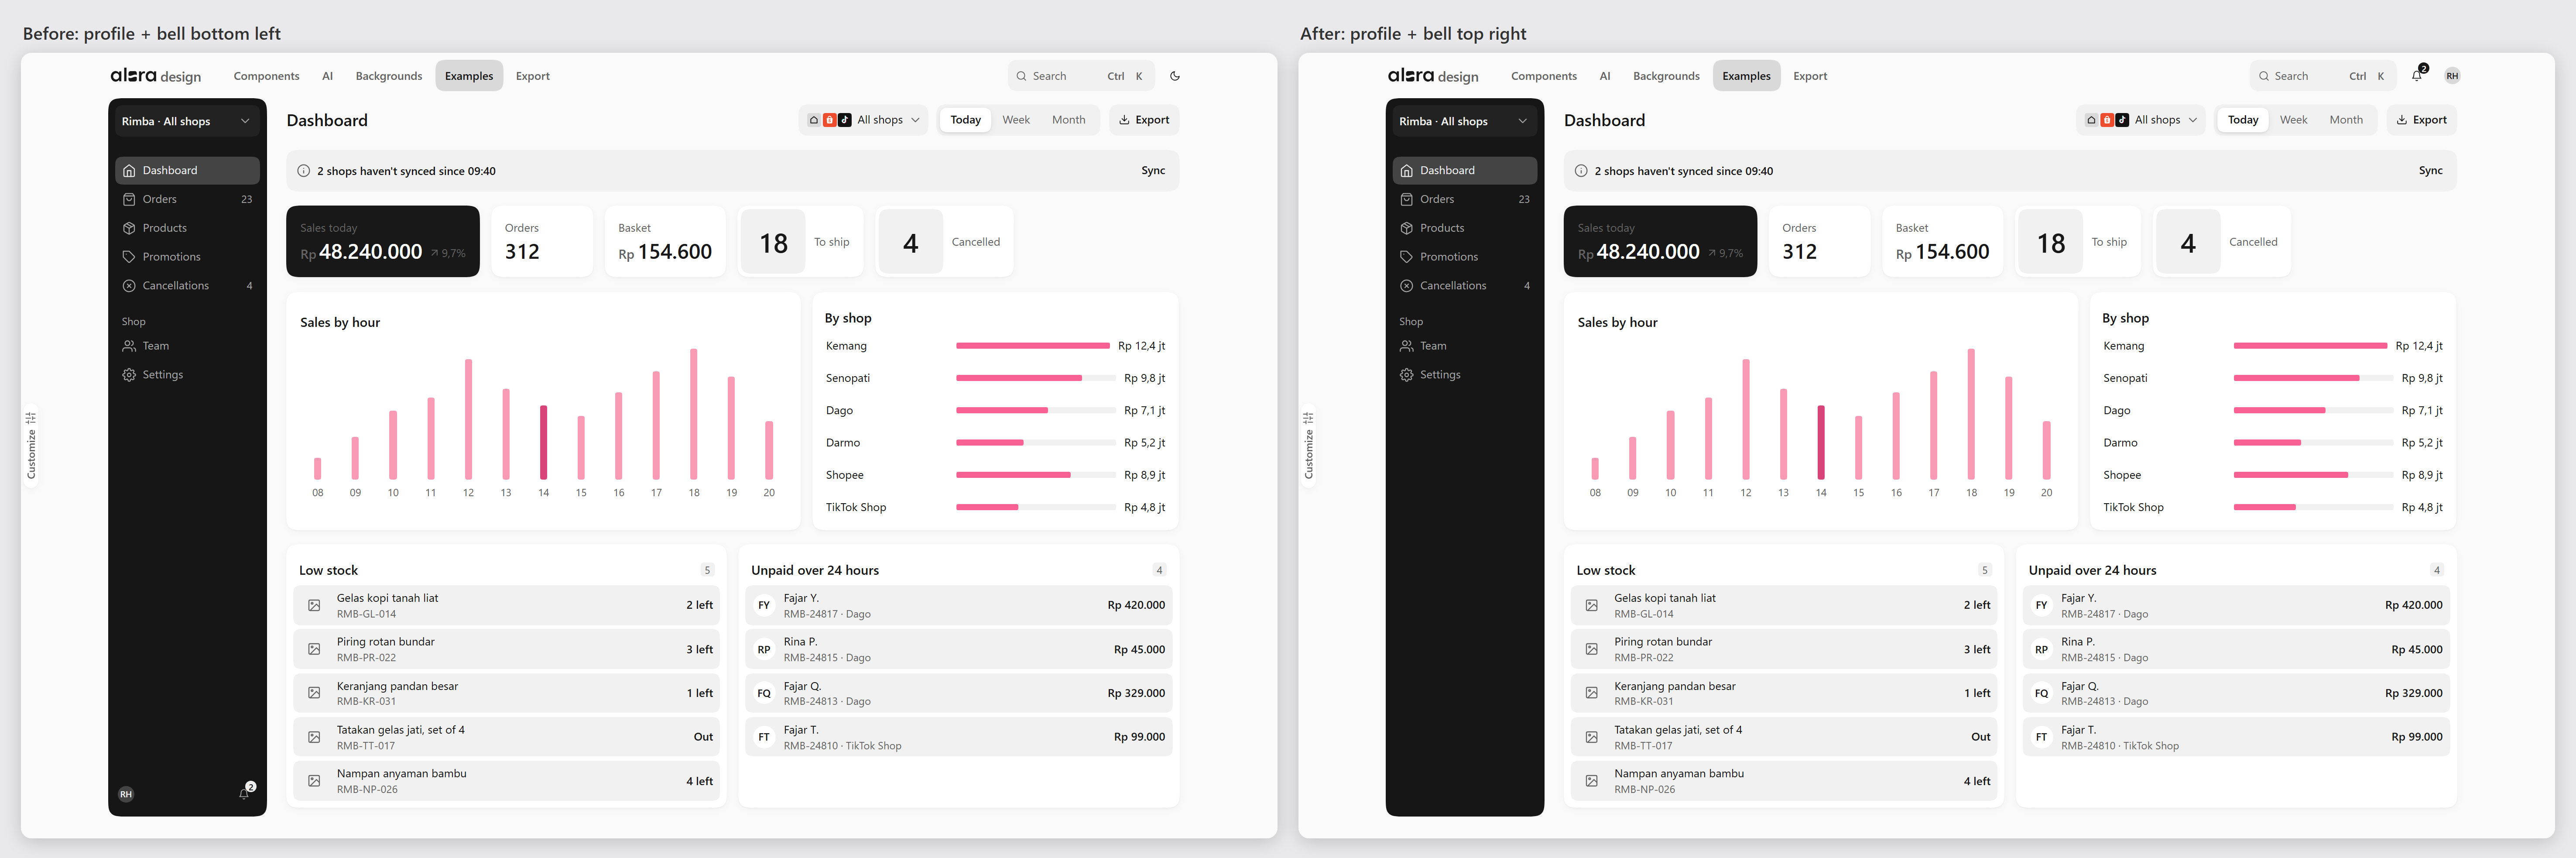 Before: profile + bell bottom left
alara design
Components
AI
Backgrounds
Examples
Export
Search
Ctrl K
Rimba · All shops
Dashboard
Orders 23
Products
Promotions
Cancellations 4
Shop
Team
Settings
RH
2
Customize
Dashboard
All shops
Today
Week
Month
Export
2 shops haven't synced since 09:40
Sync
Sales today
Rp 48.240.000 9,7%
Orders
312
Basket
Rp 154.600
18 To ship
4 Cancelled
Sales by hour
08 09 10 11 12 13 14 15 16 17 18 19 20
By shop
Kemang Rp 12,4 jt
Senopati Rp 9,8 jt
Dago Rp 7,1 jt
Darmo Rp 5,2 jt
Shopee Rp 8,9 jt
TikTok Shop Rp 4,8 jt
Low stock 5
Gelas kopi tanah liat
RMB-GL-014
2 left
Piring rotan bundar
RMB-PR-022
3 left
Keranjang pandan besar
RMB-KR-031
1 left
Tatakan gelas jati, set of 4
RMB-TT-017
Out
Nampan anyaman bambu
RMB-NP-026
4 left
Unpaid over 24 hours 4
FY
Fajar Y.
RMB-24817 · Dago
Rp 420.000
RP
Rina P.
RMB-24815 · Dago
Rp 45.000
FQ
Fajar Q.
RMB-24813 · Dago
Rp 329.000
FT
Fajar T.
RMB-24810 · TikTok Shop
Rp 99.000
After: profile + bell top right
alara design
Components
AI
Backgrounds
Examples
Export
Search
Ctrl K
2
RH
Rimba · All shops
Dashboard
Orders 23
Products
Promotions
Cancellations 4
Shop
Team
Settings
Customize
Dashboard
All shops
Today
Week
Month
Export
2 shops haven't synced since 09:40
Sync
Sales today
Rp 48.240.000 9,7%
Orders
312
Basket
Rp 154.600
18 To ship
4 Cancelled
Sales by hour
08 09 10 11 12 13 14 15 16 17 18 19 20
By shop
Kemang Rp 12,4 jt
Senopati Rp 9,8 jt
Dago Rp 7,1 jt
Darmo Rp 5,2 jt
Shopee Rp 8,9 jt
TikTok Shop Rp 4,8 jt
Low stock 5
Gelas kopi tanah liat
RMB-GL-014
2 left
Piring rotan bundar
RMB-PR-022
3 left
Keranjang pandan besar
RMB-KR-031
1 left
Tatakan gelas jati, set of 4
RMB-TT-017
Out
Nampan anyaman bambu
RMB-NP-026
4 left
Unpaid over 24 hours 4
FY
Fajar Y.
RMB-24817 · Dago
Rp 420.000
RP
Rina P.
RMB-24815 · Dago
Rp 45.000
FQ
Fajar Q.
RMB-24813 · Dago
Rp 329.000
FT
Fajar T.
RMB-24810 · TikTok Shop
Rp 99.000